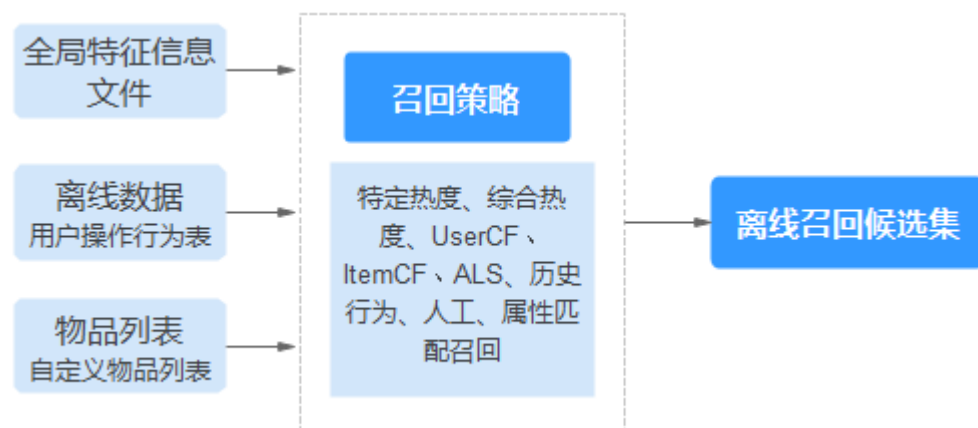 全局特征信息
文件
离线数据
用户操作行为表
物品列表
自定义物品列表
召回策略
特定热度、综合热
度、UserCF、
ItemCF、ALS、历史
行为、人工、属性匹
配召回
离线召回候选集